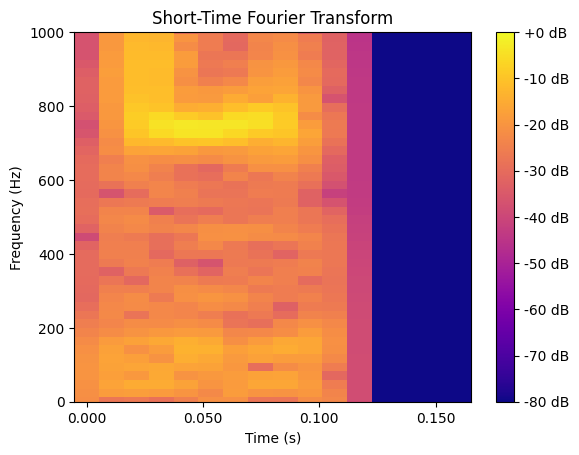 Short-Time Fourier Transform
Frequency (Hz)
1000
800
600
400
200
0
0.000
0.050
0.100
0.150
Time (s)
+0 dB
-10 dB
-20 dB
-30 dB
-40 dB
-50 dB
-60 dB
-70 dB
-80 dB